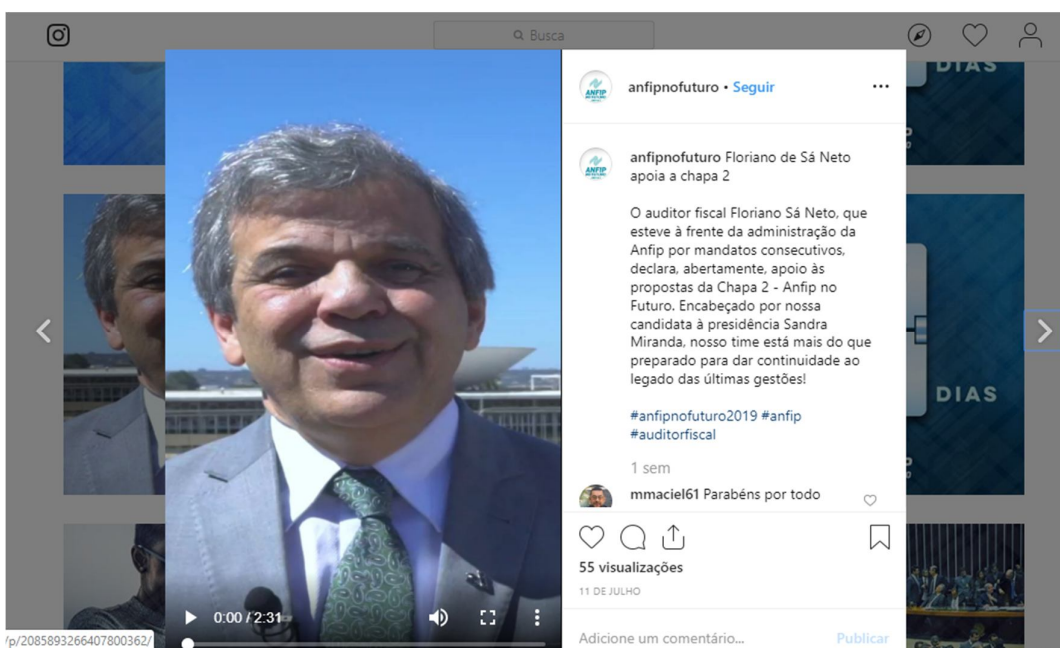 Busca
DIAS
anfipnofuturo • Seguir
ANFIP
anfipnofuturo Floriano de Sá Neto
apoia a chapa 2
ANFIP
O auditor fiscal Floriano Sá Neto, que
esteve à frente da administração da
Anfip por mandatos consecutivos,
declara, abertamente, apoio às
propostas da Chapa 2 - Anfip no
Futuro. Encabeçado por nossa
candidata à presidência Sandra
Miranda, nosso time está mais do que
preparado para dar continuidade ao
legado das últimas gestões!
DIAS
#anfipnofuturo2019 #anfip
#auditorfiscal
1 sem
mmaciel61 Parabéns por todo
55 visualizações
11 DE JULHO
0:00 / 2:31
Adicione um comentário... Publicar
/p/2085893266407800362/